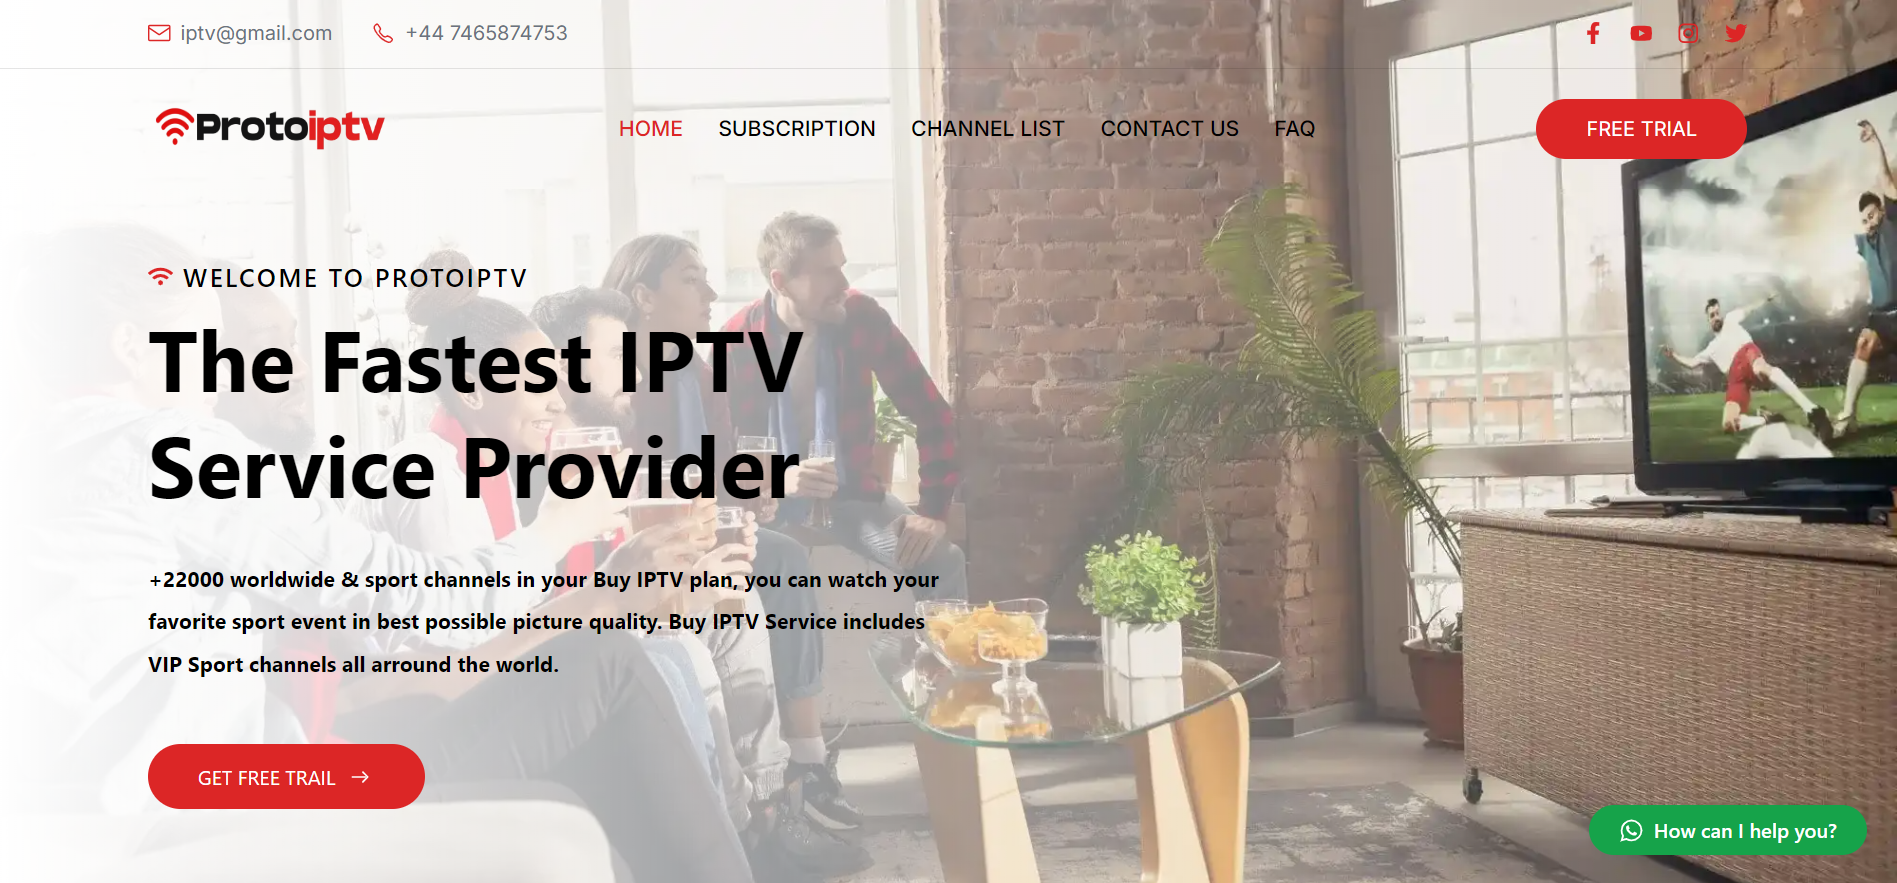 iptv@gmail.com +44 7465874753
Protoiptv HOME SUBSCRIPTION CHANNEL LIST CONTACT US FAQ FREE TRIAL
WELCOME TO PROTOIPTV
The Fastest IPTV
Service Provider
+22000 worldwide & sport channels in your Buy IPTV plan, you can watch your
favorite sport event in best possible picture quality. Buy IPTV Service includes
VIP Sport channels all arround the world.
GET FREE TRAIL →
How can I help you?